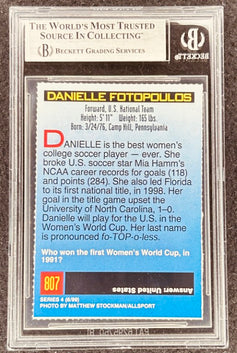 THE WORLD'S MOST TRUSTED
SOURCE IN COLLECTING™
BECKETT GRADING SERVICES
BECKETT
DANIELLE FOTOPOULOS
Forward, U.S. National Team
Height: 5' 11" Weight: 165 lbs.
Born: 3/24/76, Camp Hill, Pennsylvania
DANIELLE is the best women's
college soccer player — ever. She
broke U.S. soccer star Mia Hamm's
NCAA career records for goals (118)
and points (284). She also led Florida
to its first national title, in 1998. Her
goal in the title game upset the
University of North Carolina, 1–0.
Danielle will play for the U.S. in the
Women's World Cup. Her last
name is pronounced fo-TOP-o-less.
Who won the first Women's World Cup, in
1991?
807
Answer: United States
SERIES 4 (6/99)
PHOTO BY MATTHEW STOCKMAN/ALLSPORT